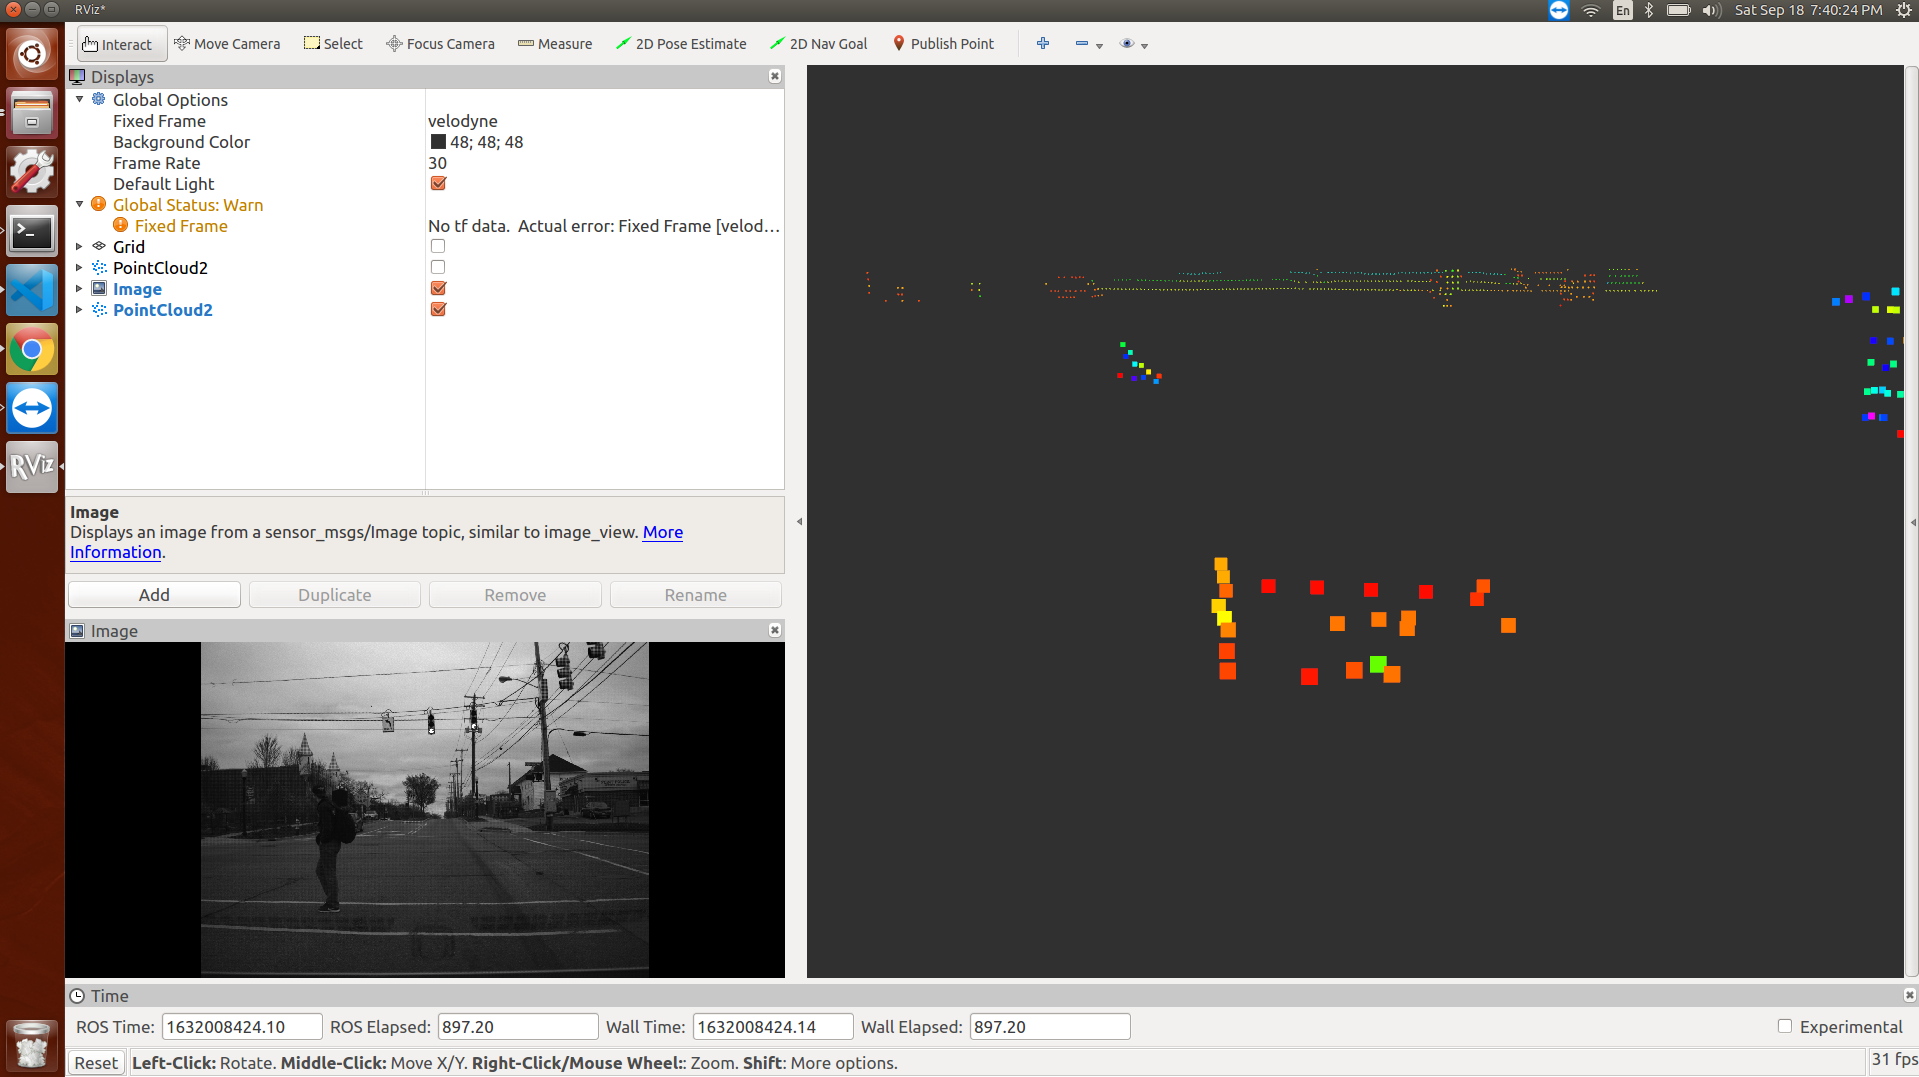 RViz*
En
Sat Sep 18 7:40:24 PM
Interact
Move Camera
Select
Focus Camera
Measure
2D Pose Estimate
2D Nav Goal
Publish Point
Displays
Global Options
Fixed Frame velodyne
Background Color 48; 48; 48
Frame Rate 30
Default Light
Global Status: Warn
Fixed Frame No tf data. Actual error: Fixed Frame [velod...
Grid
PointCloud2
Image
PointCloud2
RViz
Image
Displays an image from a sensor_msgs/Image topic, similar to image_view. More
Information.
Add Duplicate Remove Rename
Image
Time
ROS Time: 1632008424.10 ROS Elapsed: 897.20 Wall Time: 1632008424.14 Wall Elapsed: 897.20 Experimental
Reset Left-Click: Rotate. Middle-Click: Move X/Y. Right-Click/Mouse Wheel:: Zoom. Shift: More options. 31 fps